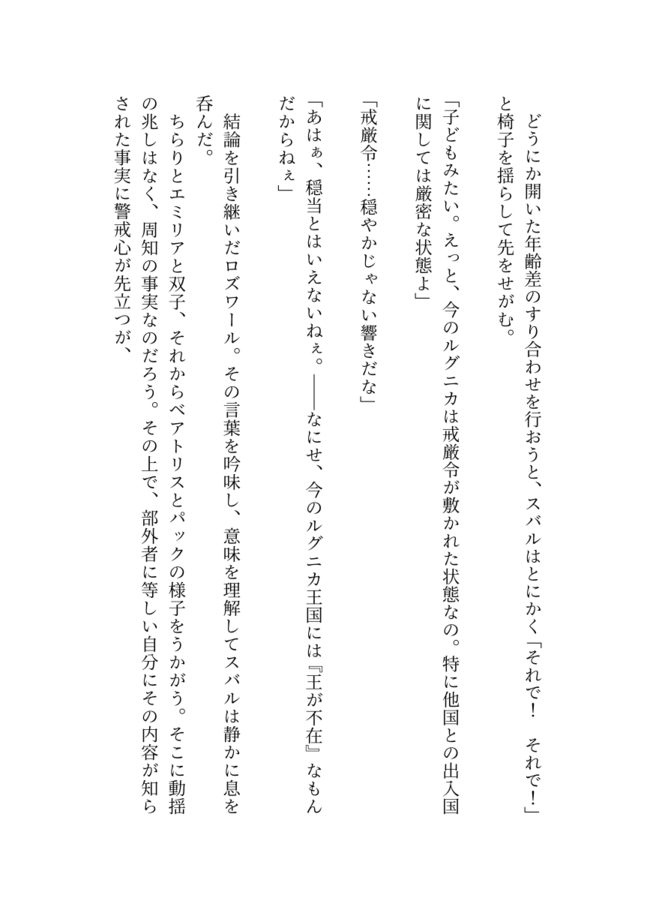 どうにか開いた年齢差のすり合わせを行おうと、スバルはとにかく「それで！　それで！」
と椅子を揺らして先をせがむ。
「子どもみたい。えっと、今のルグニカは戒厳令が敷かれた状態なの。特に他国との出入国
に関しては厳密な状態よ」
「戒厳令……穏やかじゃない響きだな」
「あはぁ、穏当とはいえないねぇ。――なにせ、今のルグニカ王国には『王が不在』なもん
だからねぇ」
結論を引き継いだロズワール。その言葉を吟味し、意味を理解してスバルは静かに息を
呑んだ。
ちらりとエミリアと双子、それからベアトリスとパックの様子をうかがう。そこに動揺
の兆しはなく、周知の事実なのだろう。その上で、部外者に等しい自分にその内容が知ら
された事実に警戒心が先立つが、